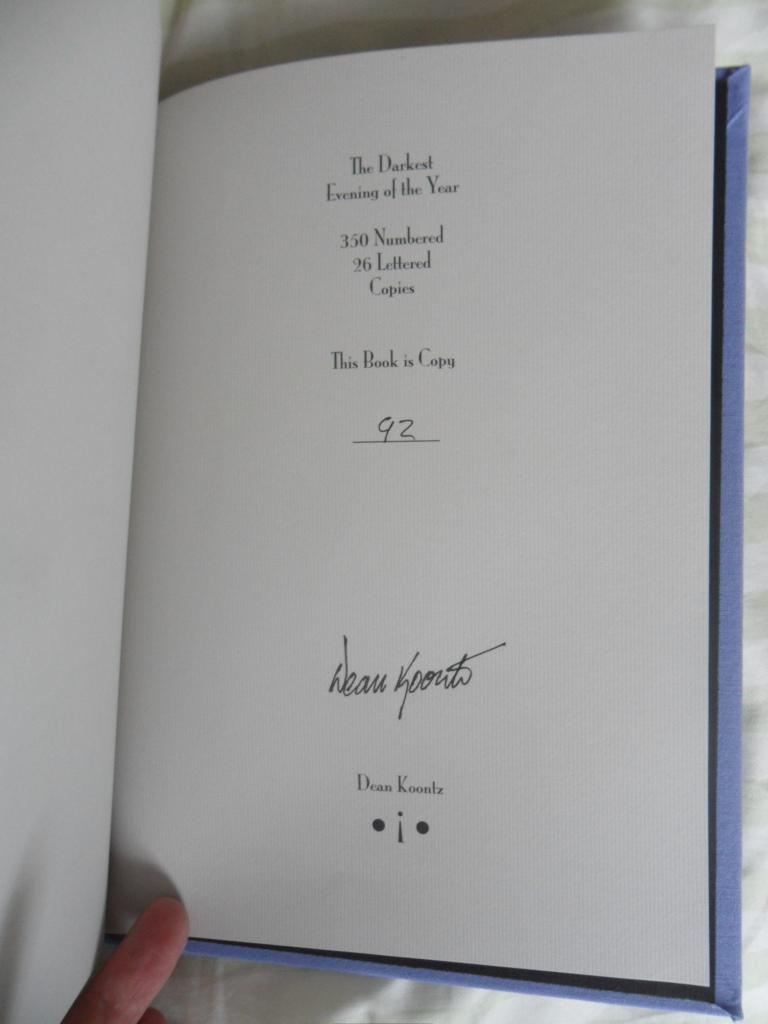 The Darkest
Evening of the Year
350 Numbered
26 Lettered
Copies
This Book is Copy
92
Dean Koontz
Dean Koontz